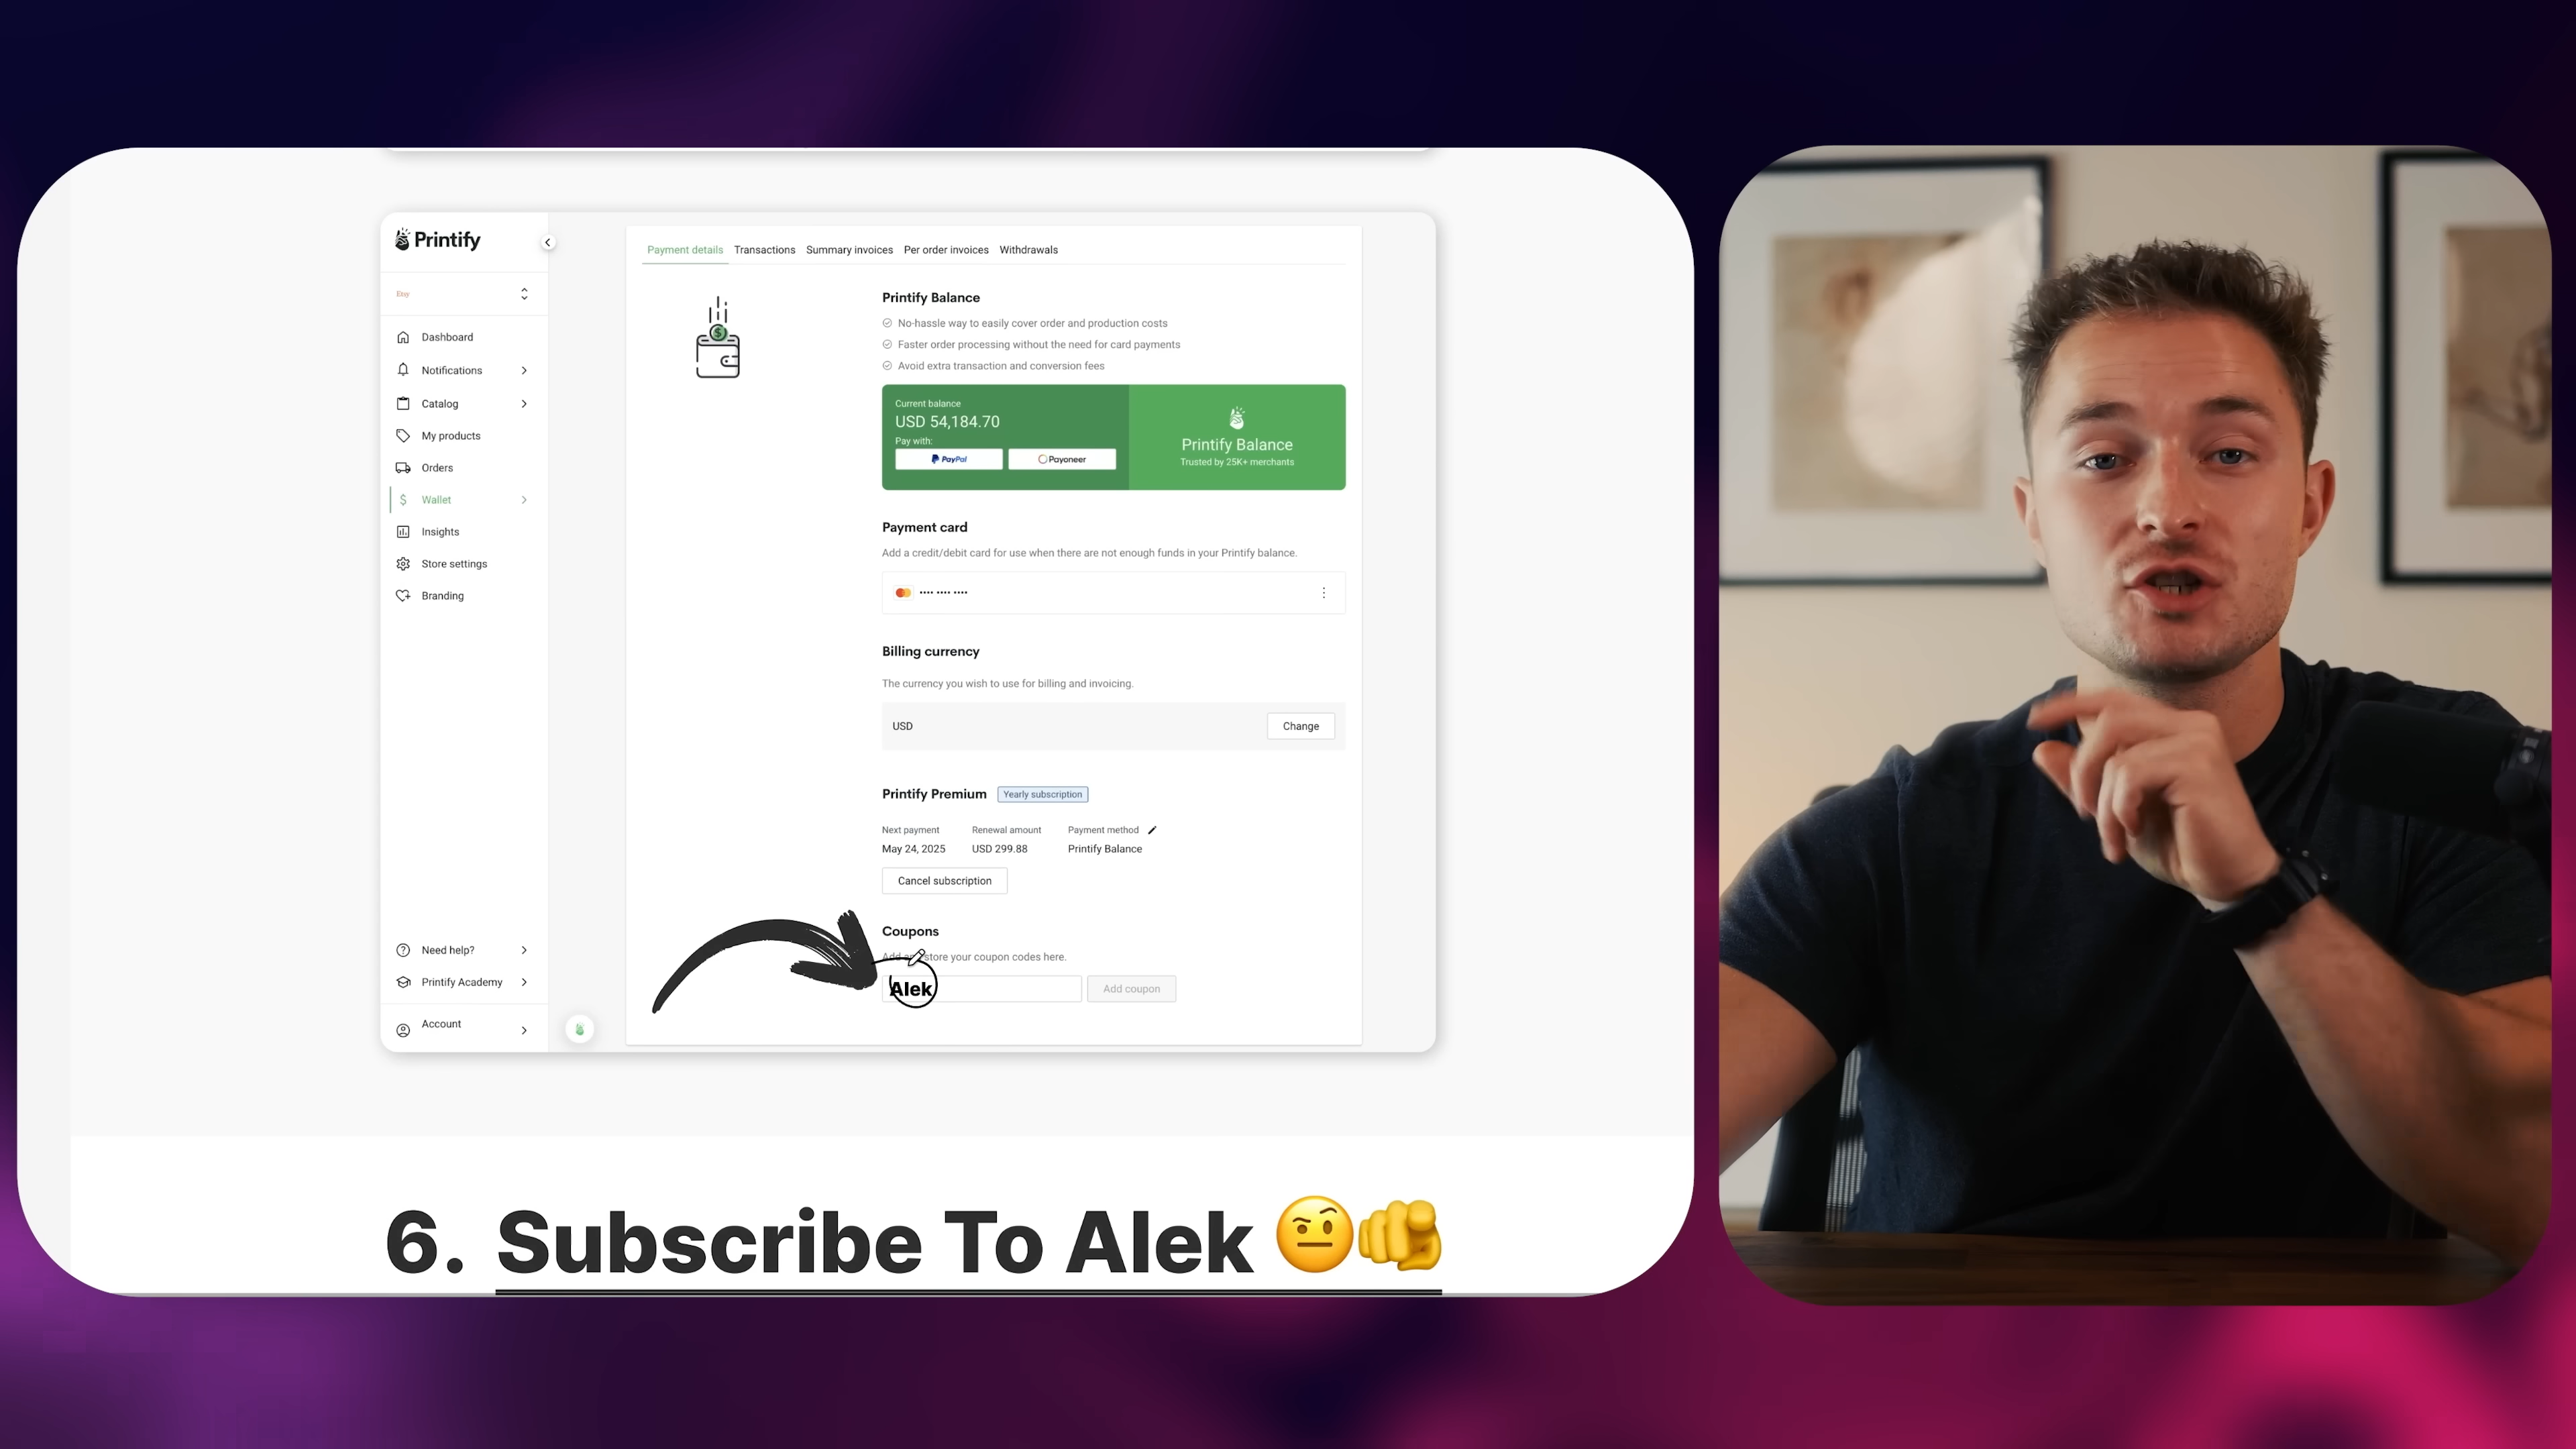 Printify
Etsy
Dashboard
Notifications
Catalog
My products
Orders
Wallet
Insights
Store settings
Branding
Need help?
Printify Academy
Account
Payment details Transactions Summary invoices Per order invoices Withdrawals
Printify Balance
No-hassle way to easily cover order and production costs
Faster order processing without the need for card payments
Avoid extra transaction and conversion fees
Current balance
USD 54,184.70
Pay with:
PayPal Payoneer
Printify Balance
Trusted by 25K+ merchants
Payment card
Add a credit/debit card for use when there are not enough funds in your Printify balance.
•••• •••• ••••
Billing currency
The currency you wish to use for billing and invoicing.
USD Change
Printify Premium Yearly subscription
Next payment Renewal amount Payment method
May 24, 2025 USD 299.88 Printify Balance
Cancel subscription
Coupons
Add store your coupon codes here.
Alek Add coupon
6. Subscribe To Alek 🤨🫵